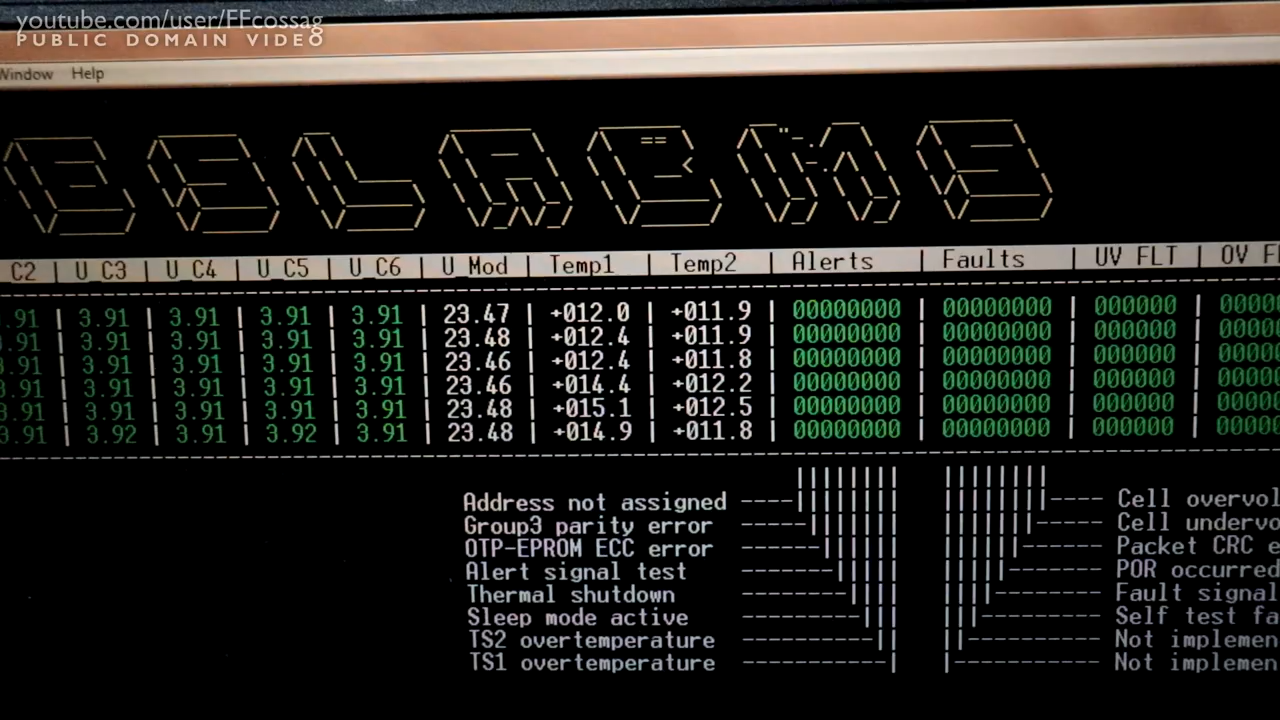 youtube.com/user/FFcossag
PUBLIC DOMAIN VIDEO
Window Help
C2 | U_C3 | U_C4 | U_C5 | U_C6 | U_Mod | Temp1 | Temp2 | Alerts | Faults | UV FLT | OV
.91 | 3.91 | 3.91 | 3.91 | 3.91 | 23.47 | +012.0 | +011.9 | 00000000 | 00000000 | 000000 | 0000
3.91 | 3.91 | 3.91 | 3.91 | 3.91 | 23.48 | +012.4 | +011.9 | 00000000 | 00000000 | 000000 | 0000
3.91 | 3.91 | 3.91 | 3.91 | 3.91 | 23.46 | +012.4 | +011.8 | 00000000 | 00000000 | 000000 | 0000
3.91 | 3.91 | 3.91 | 3.91 | 3.91 | 23.46 | +014.4 | +012.2 | 00000000 | 00000000 | 000000 | 0000
3.91 | 3.91 | 3.91 | 3.91 | 3.91 | 23.48 | +015.1 | +012.5 | 00000000 | 00000000 | 000000 | 0000
3.91 | 3.92 | 3.91 | 3.92 | 3.91 | 23.48 | +014.9 | +011.8 | 00000000 | 00000000 | 000000 | 0000
Address not assigned ---- ---- Cell overvol
Group3 parity error ----- ----- Cell undervo
OTP-EPROM ECC error ------ ------ Packet CRC e
Alert signal test ------- ------- POR occurred
Thermal shutdown -------- -------- Fault signal
Sleep mode active --------- --------- Self test fa
TS2 overtemperature ---------- ---------- Not implemen
TS1 overtemperature ----------- ----------- Not implemen